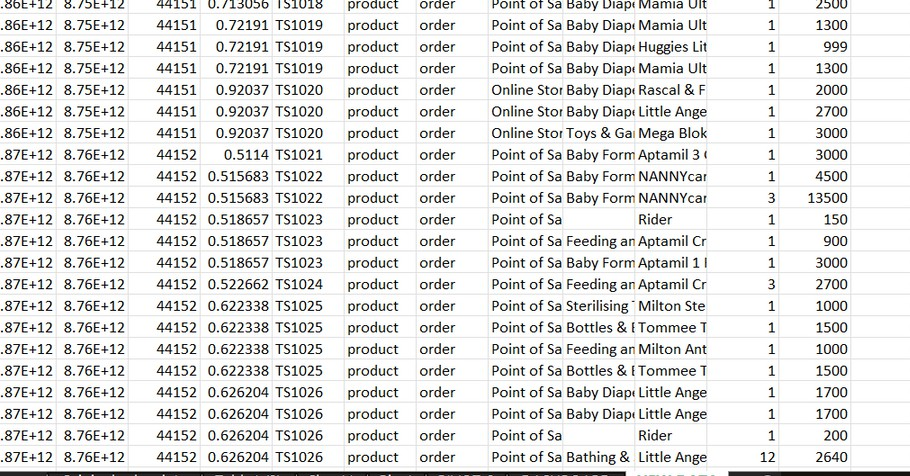 .86E+12 8.75E+12 44151 0.713056 TS1018 product order Point of Sa Baby Diape Mamia Ult 1 2500
.86E+12 8.75E+12 44151 0.72191 TS1019 product order Point of Sa Baby Diape Mamia Ult 1 1300
.86E+12 8.75E+12 44151 0.72191 TS1019 product order Point of Sa Baby Diape Huggies Lit 1 999
.86E+12 8.75E+12 44151 0.72191 TS1019 product order Point of Sa Baby Diape Mamia Ult 1 1300
.86E+12 8.75E+12 44151 0.92037 TS1020 product order Online Stor Baby Diape Rascal & F 1 2000
.86E+12 8.75E+12 44151 0.92037 TS1020 product order Online Stor Baby Diape Little Ange 1 2700
.86E+12 8.75E+12 44151 0.92037 TS1020 product order Online Stor Toys & Gar Mega Blok 1 3000
.87E+12 8.76E+12 44152 0.5114 TS1021 product order Point of Sa Baby Form Aptamil 3 1 3000
.87E+12 8.76E+12 44152 0.515683 TS1022 product order Point of Sa Baby Form NANNYcar 1 4500
.87E+12 8.76E+12 44152 0.515683 TS1022 product order Point of Sa Baby Form NANNYcar 3 13500
.87E+12 8.76E+12 44152 0.518657 TS1023 product order Point of Sa Rider 1 150
.87E+12 8.76E+12 44152 0.518657 TS1023 product order Point of Sa Feeding an Aptamil Cr 1 900
.87E+12 8.76E+12 44152 0.518657 TS1023 product order Point of Sa Baby Form Aptamil 1 1 3000
.87E+12 8.76E+12 44152 0.522662 TS1024 product order Point of Sa Feeding an Aptamil Cr 3 2700
.87E+12 8.76E+12 44152 0.622338 TS1025 product order Point of Sa Sterilising Milton Ste 1 1000
.87E+12 8.76E+12 44152 0.622338 TS1025 product order Point of Sa Bottles & Tommee T 1 1500
.87E+12 8.76E+12 44152 0.622338 TS1025 product order Point of Sa Feeding an Milton Ant 1 1000
.87E+12 8.76E+12 44152 0.622338 TS1025 product order Point of Sa Bottles & Tommee T 1 1500
.87E+12 8.76E+12 44152 0.626204 TS1026 product order Point of Sa Baby Diape Little Ange 1 1700
.87E+12 8.76E+12 44152 0.626204 TS1026 product order Point of Sa Baby Diape Little Ange 1 1700
.87E+12 8.76E+12 44152 0.626204 TS1026 product order Point of Sa Rider 1 200
.87E+12 8.76E+12 44152 0.626204 TS1026 product order Point of Sa Bathing & Little Ange 12 2640